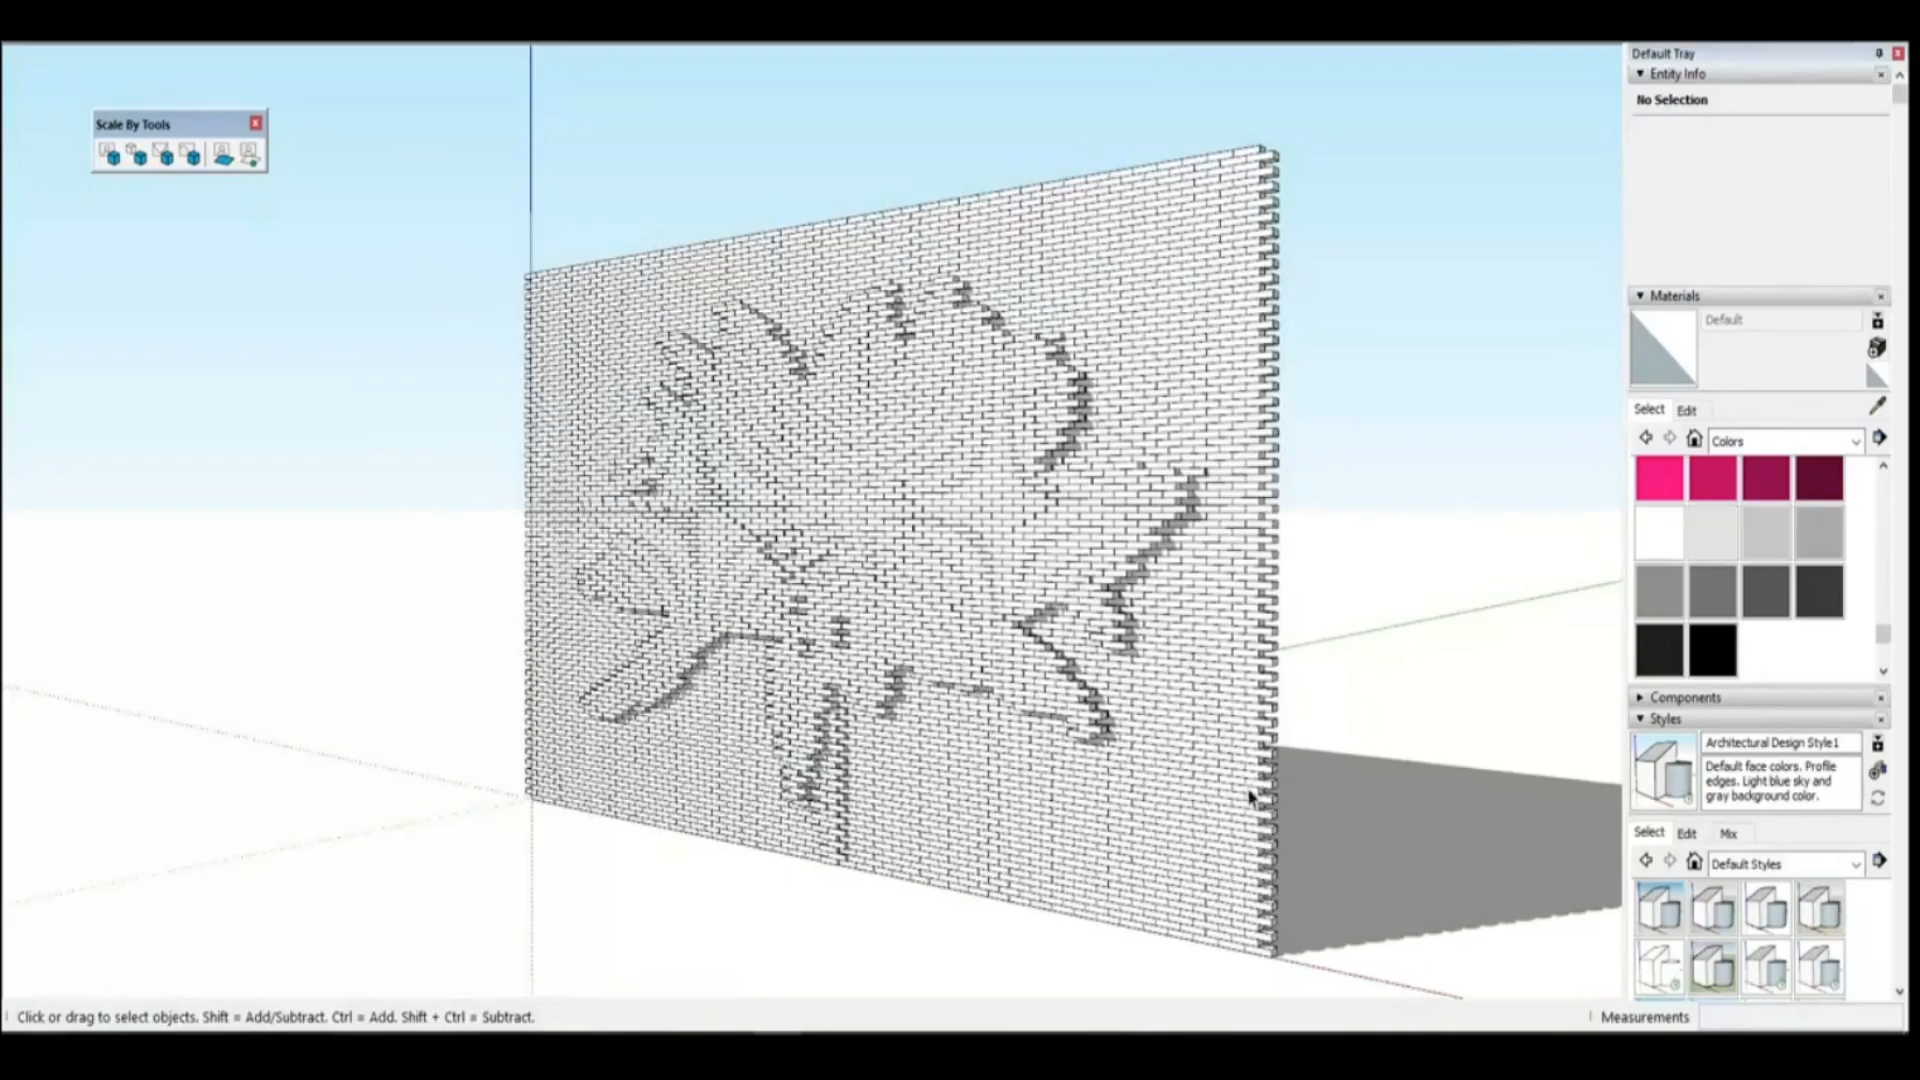 Default Tray
Entity Info
No Selection
Scale By Tools
Materials
Default
Select Edit
Colors
Components
Styles
Architectural Design Style1
Default face colors. Profile
edges. Light blue sky and
gray background color.
Select Edit Mix
Default Styles
Click or drag to select objects. Shift = Add/Subtract. Ctrl = Add. Shift + Ctrl = Subtract.
Measurements